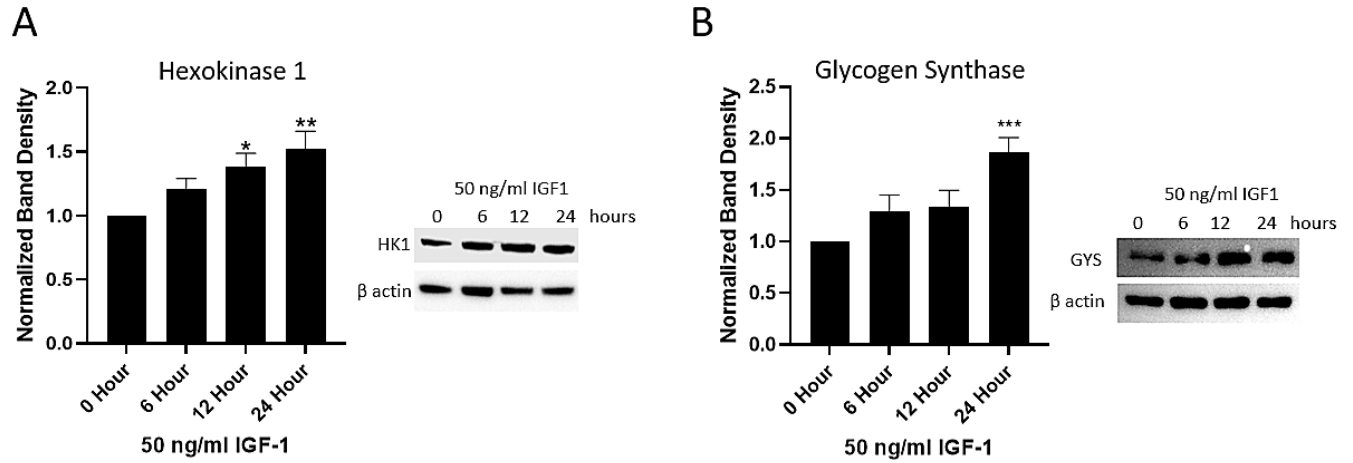 A
Hexokinase 1
Normalized Band Density
2.0
1.5
1.0
0.5
0.0
*
**
0 Hour
6 Hour
12 Hour
24 Hour
50 ng/ml IGF-1
50 ng/ml IGF1
0 6 12 24 hours
HK1
β actin
B
Glycogen Synthase
Normalized Band Density
2.5
2.0
1.5
1.0
0.5
0.0
***
0 Hour
6 Hour
12 Hour
24 Hour
50 ng/ml IGF-1
50 ng/ml IGF1
0 6 12 24 hours
GYS
β actin